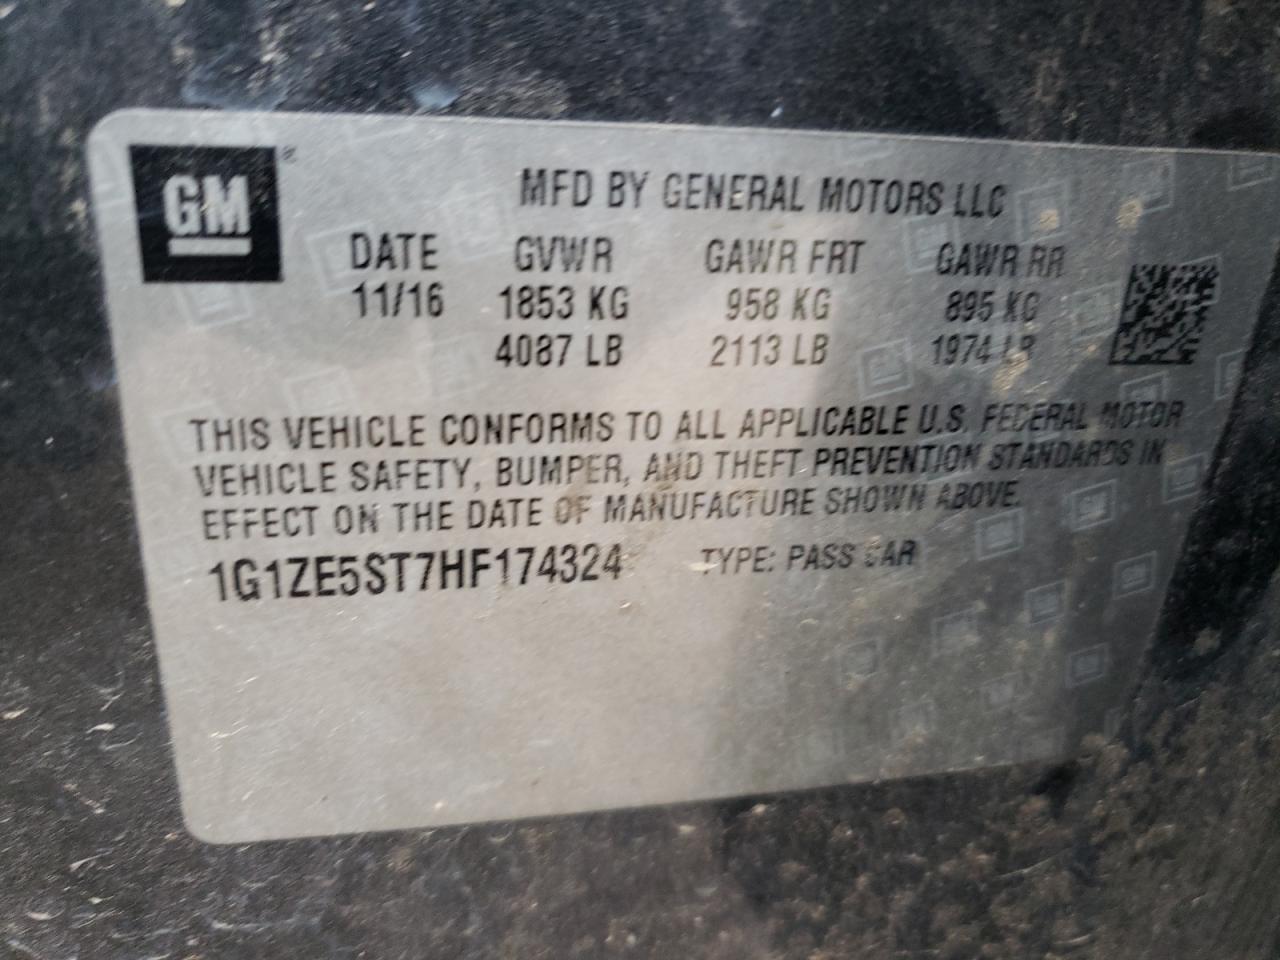 GM
MFD BY GENERAL MOTORS LLC
DATE GVWR GAWR FRT GAWR RR
11/16 1853 KG 958 KG 895 KG
4087 LB 2113 LB 1974 LB
THIS VEHICLE CONFORMS TO ALL APPLICABLE U.S. FEDERAL MOTOR
VEHICLE SAFETY, BUMPER, AND THEFT PREVENTION STANDARDS IN
EFFECT ON THE DATE OF MANUFACTURE SHOWN ABOVE.
1G1ZE5ST7HF174324 TYPE: PASS CAR